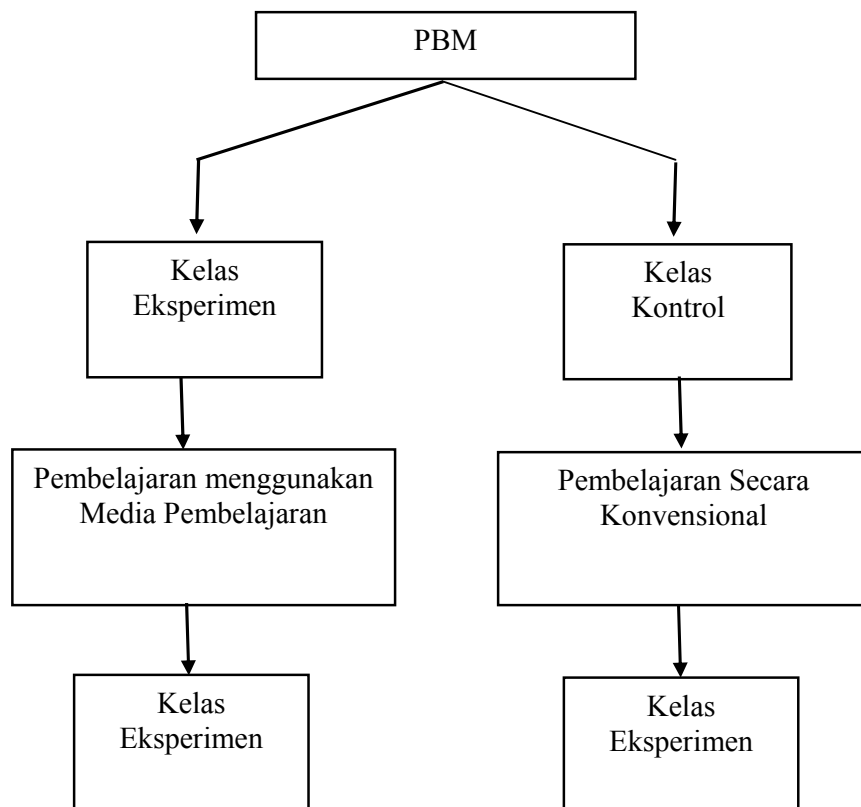 PBM
Kelas
Eksperimen
Kelas
Kontrol
Pembelajaran menggunakan
Media Pembelajaran
Pembelajaran Secara
Konvensional
Kelas
Eksperimen
Kelas
Eksperimen